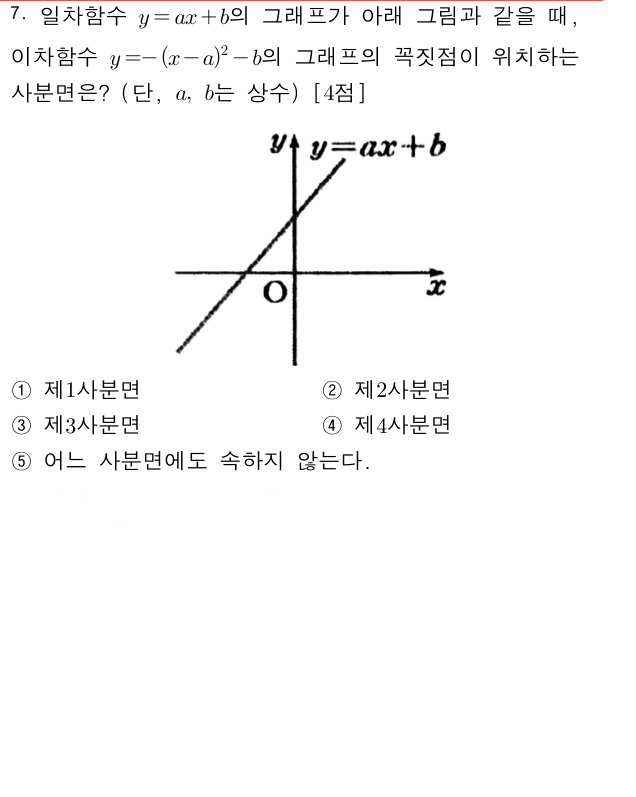 7. 일차함수 y=ax+b의 그래프가 아래 그림과 같을 때,
이차함수 y=-(x-a)²-b의 그래프의 꼭짓점이 위치하는
사분면은? (단, a, b는 상수) [4점]
y y=ax+b
O x
① 제1사분면 ② 제2사분면
③ 제3사분면 ④ 제4사분면
⑤ 어느 사분면에도 속하지 않는다.